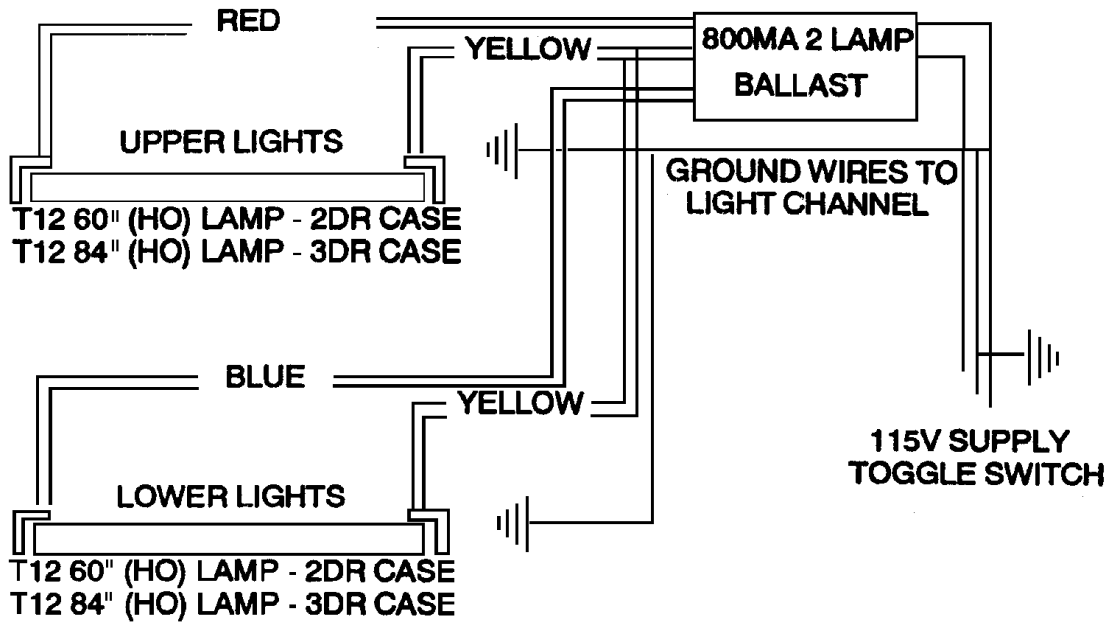 RED
YELLOW
800MA 2 LAMP
BALLAST
UPPER LIGHTS
GROUND WIRES TO
LIGHT CHANNEL
T12 60" (HO) LAMP - 2DR CASE
T12 84" (HO) LAMP - 3DR CASE
BLUE
YELLOW
115V SUPPLY
TOGGLE SWITCH
LOWER LIGHTS
T12 60" (HO) LAMP - 2DR CASE
T12 84" (HO) LAMP - 3DR CASE